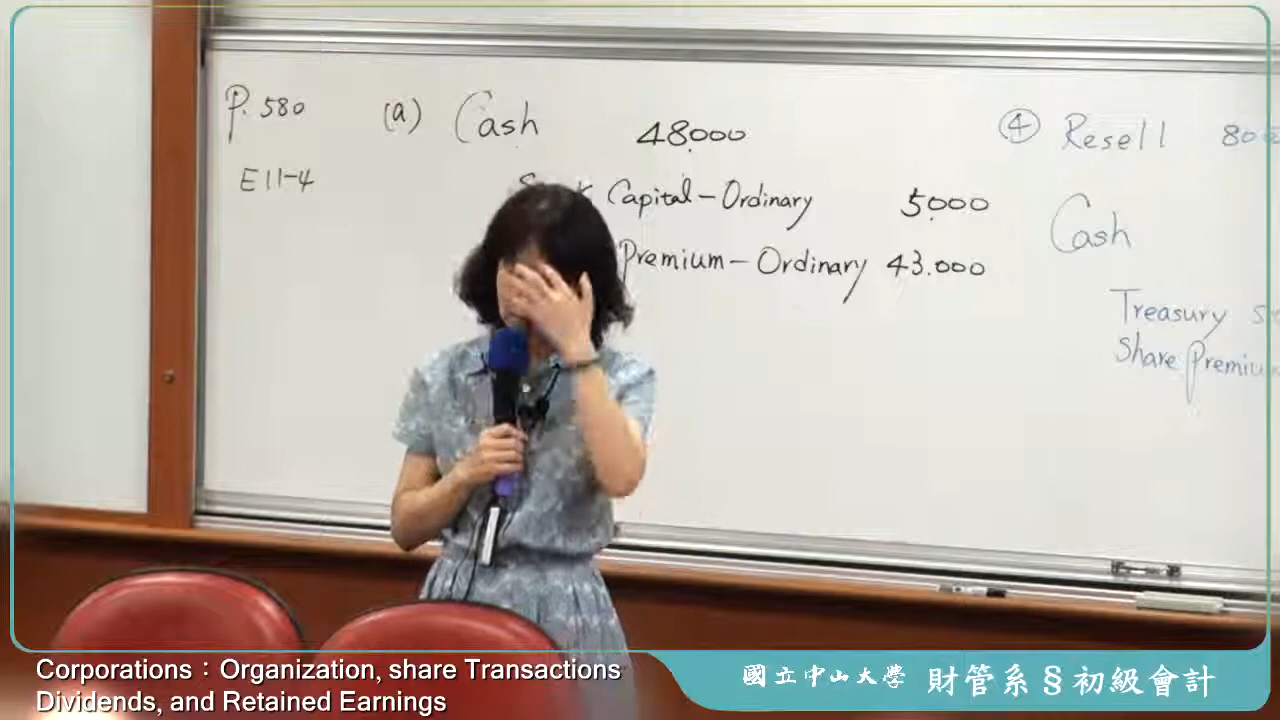 P. 580
E11-4
(a) Cash 48.000
Capital-Ordinary 5.000
Premium-Ordinary 43.000
④ Resell
Cash
Treasury
Share
Corporations：Organization, share Transactions
Dividends, and Retained Earnings
國立中山大學 財管系§初級會計